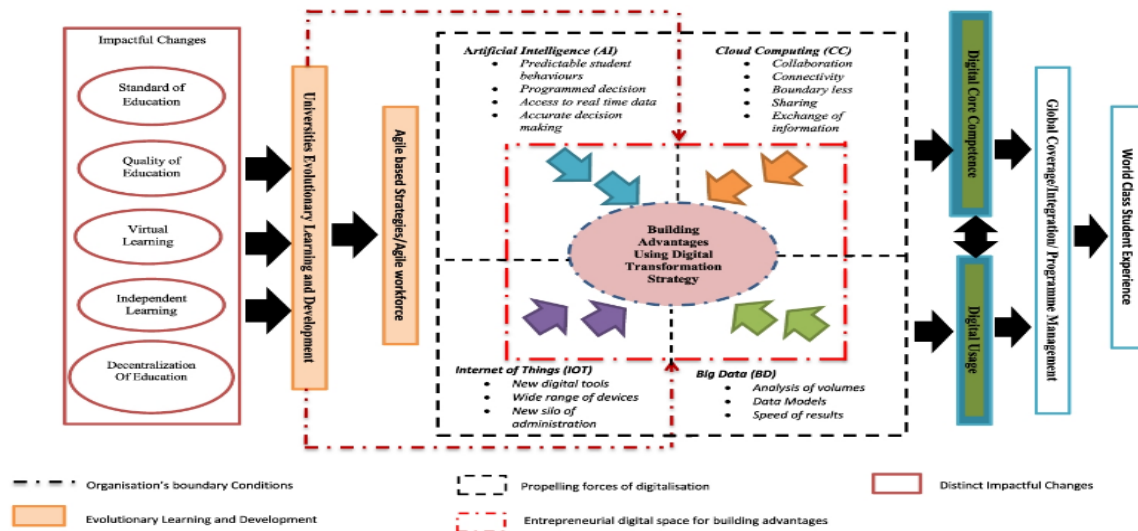 Impactful Changes
Standard of
Education
Quality of
Education
Virtual
Learning
Independent
Learning
Decentralization
Of Education
Universities Evolutionary Learning and Development
Agile based Strategies/Agile workforce
Artificial Intelligence (AI)
• Predictable student
behaviours
• Programmed decision
• Access to real time data
• Accurate decision
making
Cloud Computing (CC)
• Collaboration
• Connectivity
• Boundary less
• Sharing
• Exchange of
information
Building
Advantages
Using Digital
Transformation
Strategy
Internet of Things (IOT)
• New digital tools
• Wide range of devices
• New silo of
administration
Big Data (BD)
• Analysis of volumes
• Data Models
• Speed of results
Digital Core Competence
Digital Usage
Global Coverage/Integration/ Programme Management
World Class Student Experience
Organisation's boundary Conditions
Propelling forces of digitalisation
Distinct Impactful Changes
Evolutionary Learning and Development
Entrepreneurial digital space for building advantages